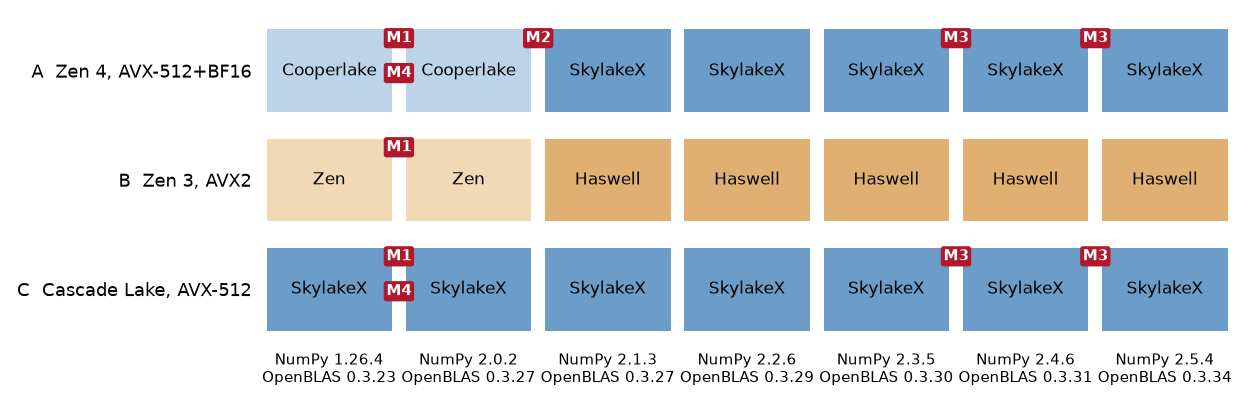 M1 M2 M3 M3
A Zen 4, AVX-512+BF16 Cooperlake M4 Cooperlake SkylakeX SkylakeX SkylakeX SkylakeX SkylakeX
M1
B Zen 3, AVX2 Zen Zen Haswell Haswell Haswell Haswell Haswell
M1 M3 M3
C Cascade Lake, AVX-512 SkylakeX M4 SkylakeX SkylakeX SkylakeX SkylakeX SkylakeX SkylakeX
NumPy 1.26.4 NumPy 2.0.2 NumPy 2.1.3 NumPy 2.2.6 NumPy 2.3.5 NumPy 2.4.6 NumPy 2.5.4
OpenBLAS 0.3.23 OpenBLAS 0.3.27 OpenBLAS 0.3.27 OpenBLAS 0.3.29 OpenBLAS 0.3.30 OpenBLAS 0.3.31 OpenBLAS 0.3.34